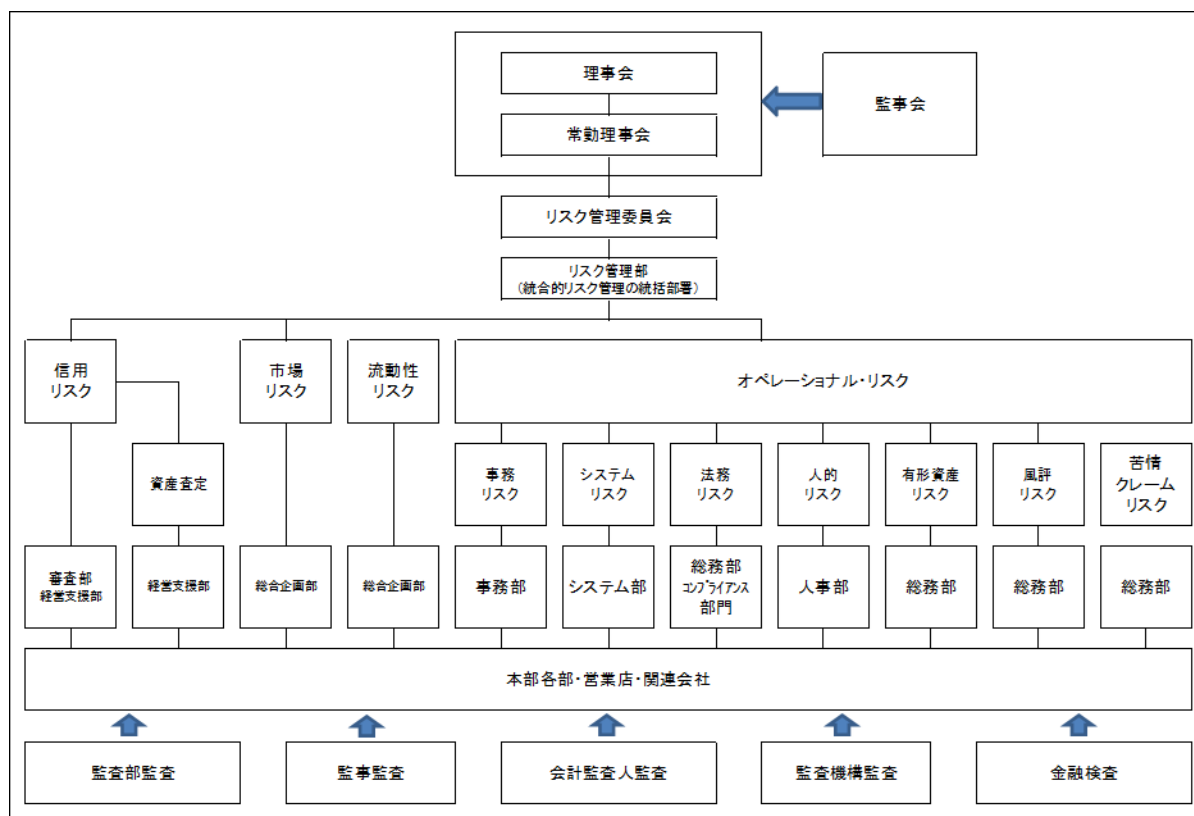 理事会
監事会
常勤理事会
リスク管理委員会
リスク管理部
(統合的リスク管理の統括部署)
信用
リスク
市場
リスク
流動性
リスク
オペレーショナル・リスク
資産査定
事務
リスク
システム
リスク
法務
リスク
人的
リスク
有形資産
リスク
風評
リスク
苦情
クレーム
リスク
審査部
経営支援部
経営支援部
総合企画部
総合企画部
事務部
システム部
総務部
コンプライアンス
部門
人事部
総務部
総務部
総務部
本部各部・営業店・関連会社
監査部監査
監事監査
会計監査人監査
監査機構監査
金融検査